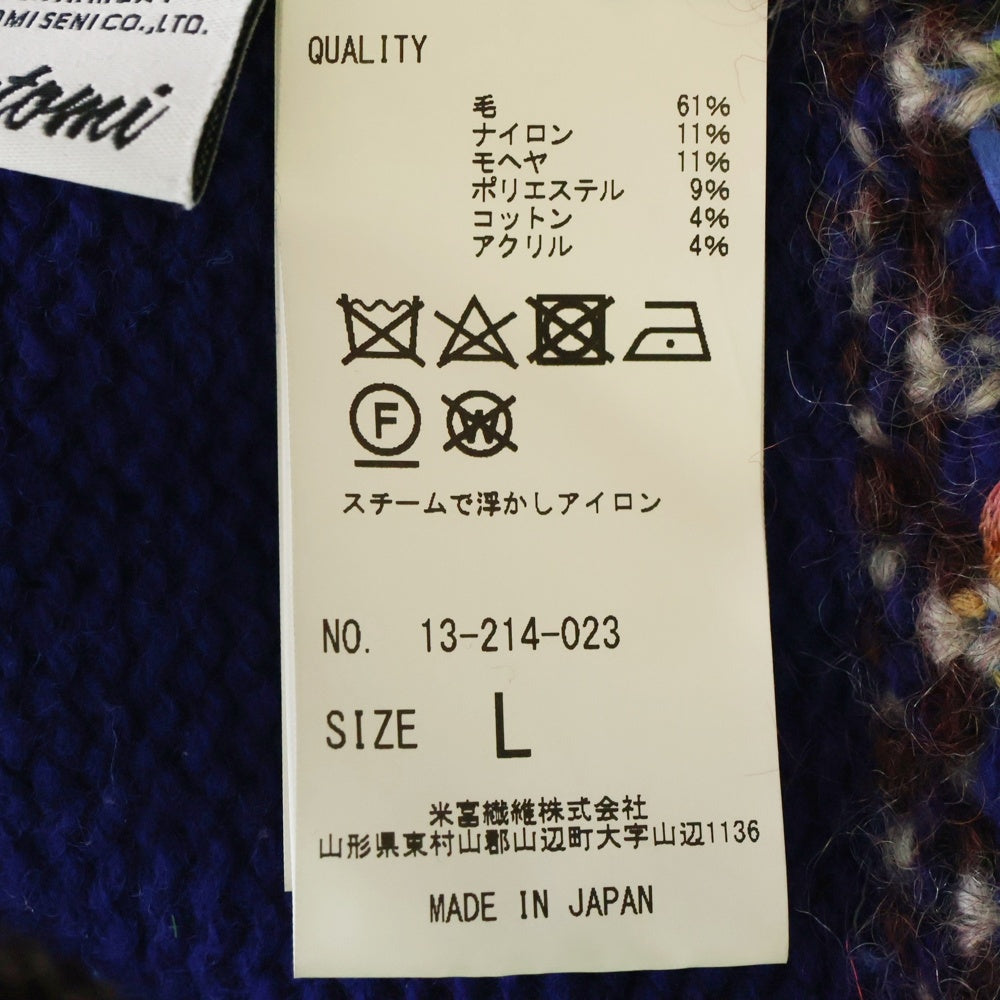 OMI SENI CO.,LTD.
tomi
QUALITY
毛 61%
ナイロン 11%
モヘヤ 11%
ポリエステル 9%
コットン 4%
アクリル 4%
F W
スチームで浮かしアイロン
NO. 13-214-023
SIZE L
米富繊維株式会社
山形県東村山郡山辺町大字山辺1136
MADE IN JAPAN